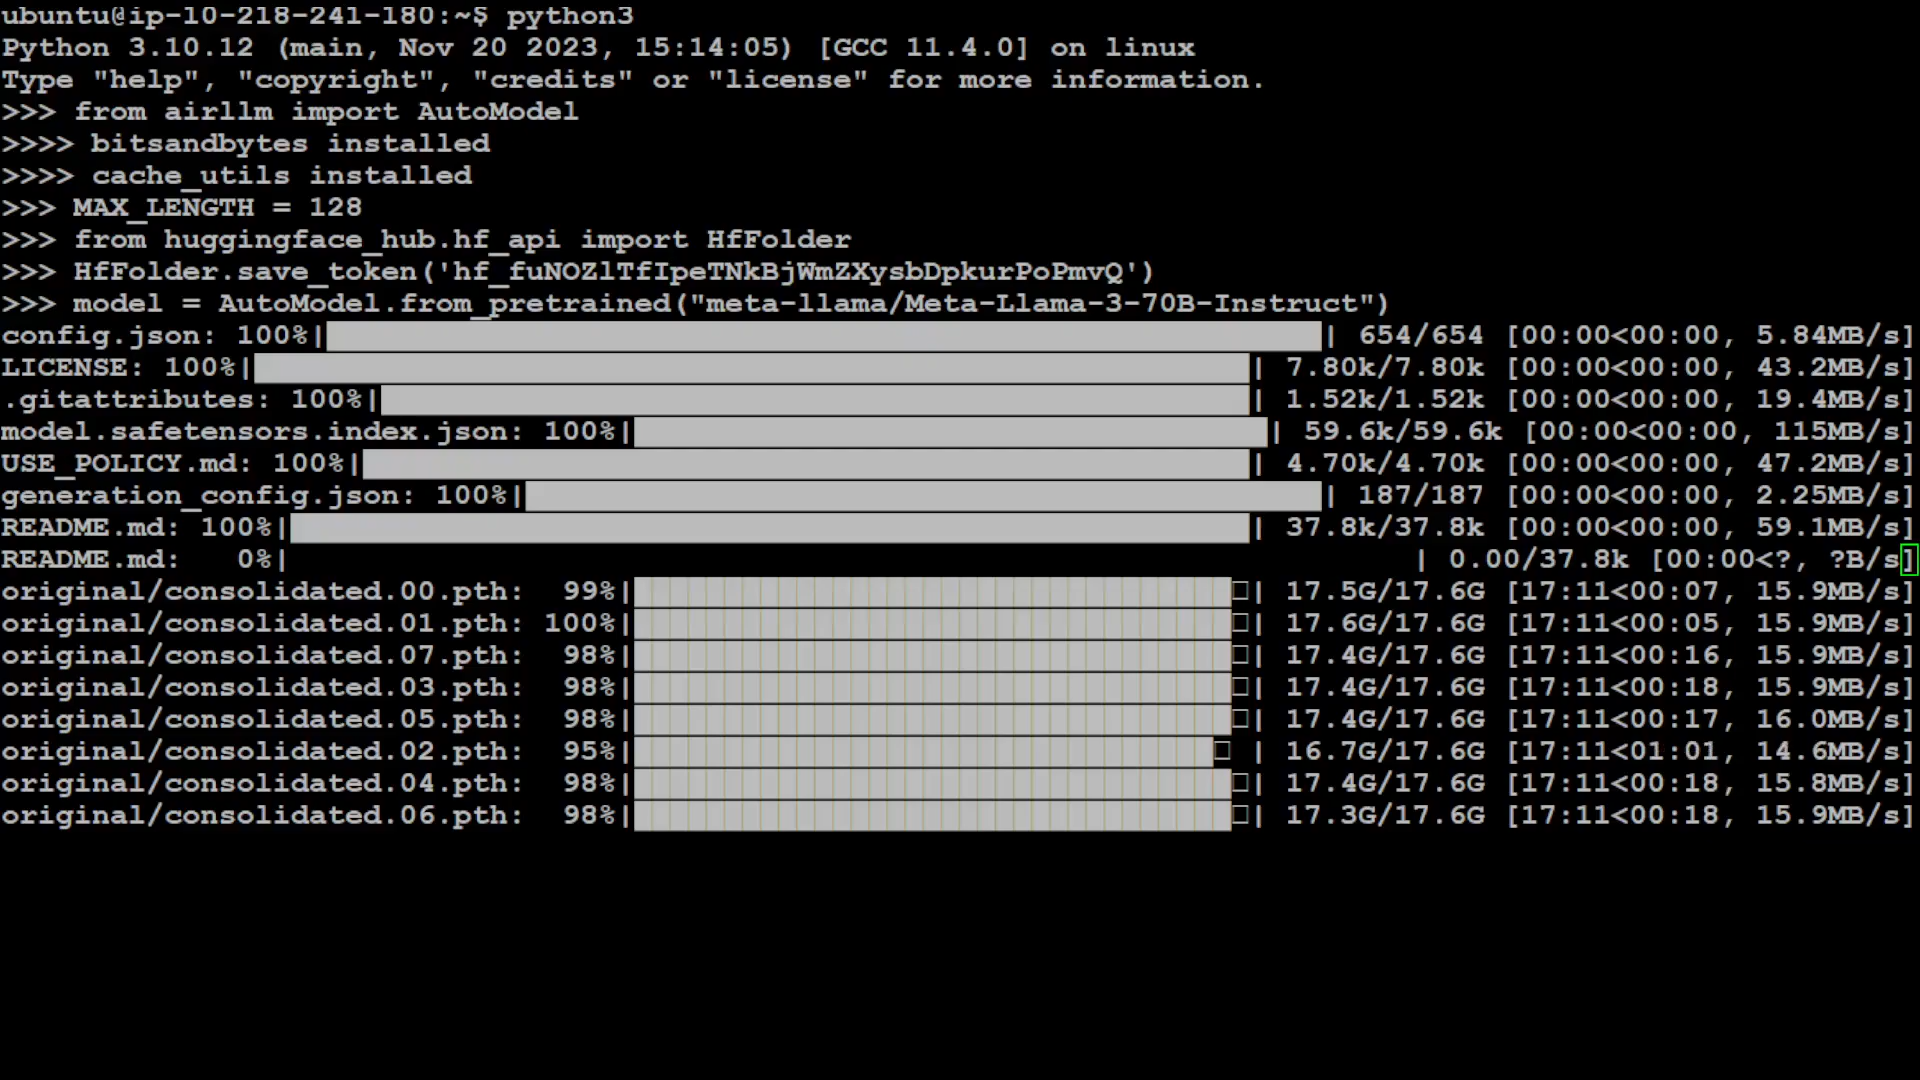 ubuntu@ip-10-218-241-180:~$ python3
Python 3.10.12 (main, Nov 20 2023, 15:14:05) [GCC 11.4.0] on linux
Type "help", "copyright", "credits" or "license" for more information.
>>> from airllm import AutoModel
>>>> bitsandbytes installed
>>>> cache_utils installed
>>> MAX_LENGTH = 128
>>> from huggingface_hub.hf_api import HfFolder
>>> HfFolder.save_token('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')
>>> model = AutoModel.from_pretrained("meta-llama/Meta-Llama-3-70B-Instruct")
config.json: 100%| | 654/654 [00:00<00:00, 5.84MB/s]
LICENSE: 100%| | 7.80k/7.80k [00:00<00:00, 43.2MB/s]
.gitattributes: 100%| | 1.52k/1.52k [00:00<00:00, 19.4MB/s]
model.safetensors.index.json: 100%| | 59.6k/59.6k [00:00<00:00, 115MB/s]
USE_POLICY.md: 100%| | 4.70k/4.70k [00:00<00:00, 47.2MB/s]
generation_config.json: 100%| | 187/187 [00:00<00:00, 2.25MB/s]
README.md: 100%| | 37.8k/37.8k [00:00<00:00, 59.1MB/s]
README.md: 0%| | 0.00/37.8k [00:00<?, ?B/s]
original/consolidated.00.pth: 99%| | 17.5G/17.6G [17:11<00:07, 15.9MB/s]
original/consolidated.01.pth: 100%| | 17.6G/17.6G [17:11<00:05, 15.9MB/s]
original/consolidated.07.pth: 98%| | 17.4G/17.6G [17:11<00:16, 15.9MB/s]
original/consolidated.03.pth: 98%| | 17.4G/17.6G [17:11<00:18, 15.9MB/s]
original/consolidated.05.pth: 98%| | 17.4G/17.6G [17:11<00:17, 16.0MB/s]
original/consolidated.02.pth: 95%| | 16.7G/17.6G [17:11<01:01, 14.6MB/s]
original/consolidated.04.pth: 98%| | 17.4G/17.6G [17:11<00:18, 15.8MB/s]
original/consolidated.06.pth: 98%| | 17.3G/17.6G [17:11<00:18, 15.9MB/s]